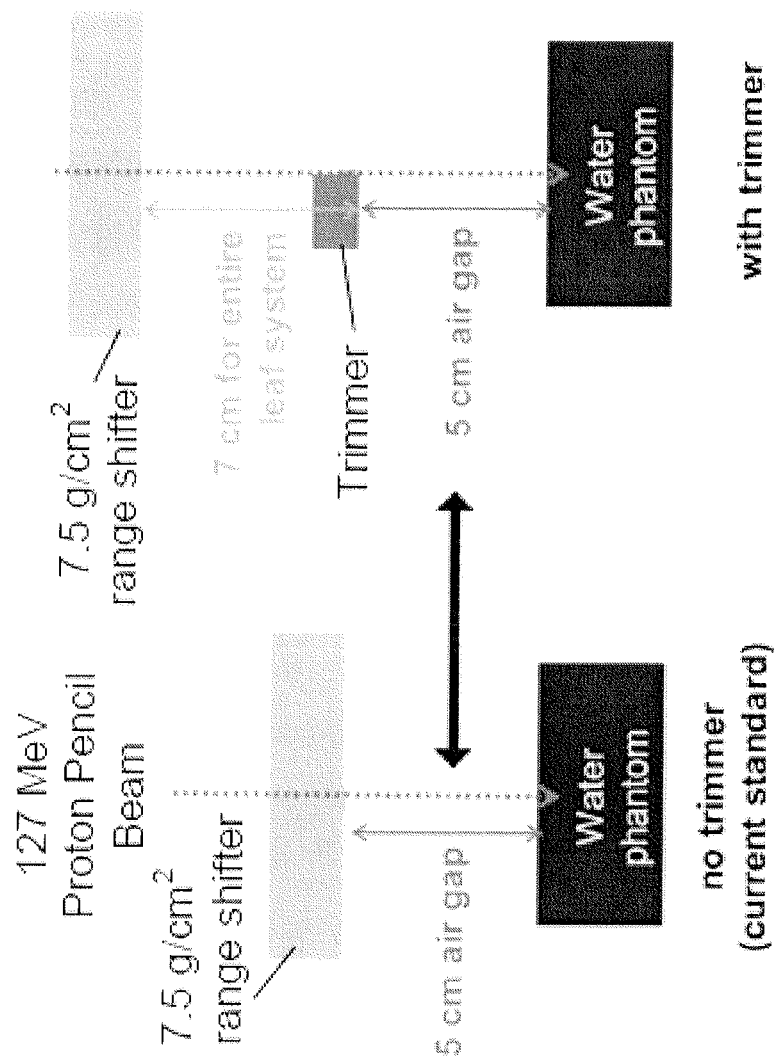 127 MeV
Proton Pencil
Beam
7.5 g/cm²
range shifter
5 cm air gap
Water
phantom
no trimmer
(current standard)
7.5 g/cm²
range shifter
7 cm for entire
leaf system
Trimmer
5 cm air gap
Water
phantom
with trimmer